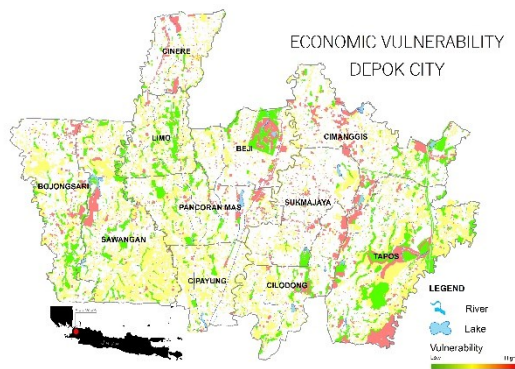 ECONOMIC VULNERABILITY
DEPOK CITY
CINERE
LIMO
BEJI
CIMANGGIS
BOJONGSARI
PANCORAN MAS
SUKMAJAYA
SAWANGAN
TAPOS
CIPAYUNG
CILODONG
LEGEND
River
Lake
Vulnerability
Low
High